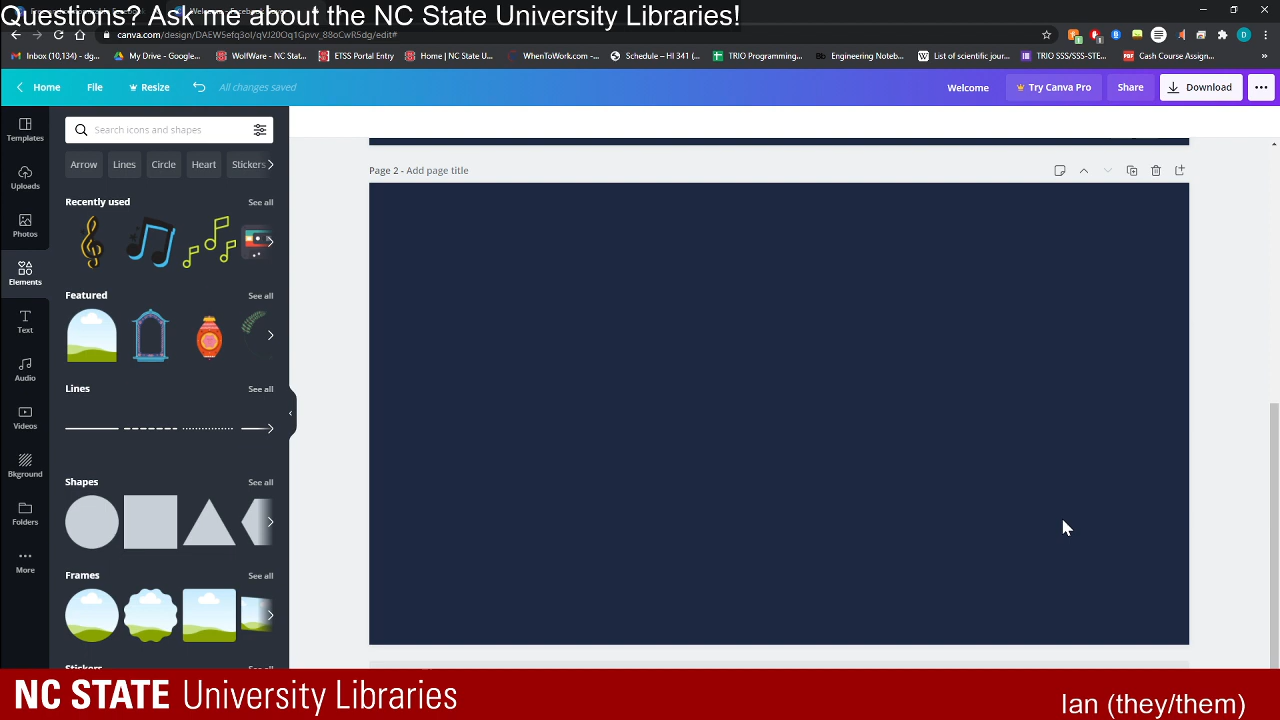 Questions? Ask me about the NC State University Libraries!
canva.com/design/DAEW5efq3oI/qVJ20Oq1Gpvv_88oCwR5dg/edit#
Inbox (10,134) - dg...
My Drive - Google...
WolfWare - NC Stat...
ETSS Portal Entry
Home | NC State U...
WhenToWork.com -...
Schedule – HI 341 (...
TRIO Programming...
Bb Engineering Noteb...
List of scientific jour...
TRIO SSS/SSS-STE...
Cash Course Assign...
Home
File
Resize
All changes saved
Welcome
Try Canva Pro
Share
Download
Templates
Uploads
Photos
Elements
Text
Audio
Videos
Bkground
Folders
More
Search icons and shapes
Arrow
Lines
Circle
Heart
Stickers
Recently used
See all
Featured
See all
Lines
See all
Shapes
See all
Frames
See all
Page 2 - Add page title
NC STATE University Libraries
Ian (they/them)